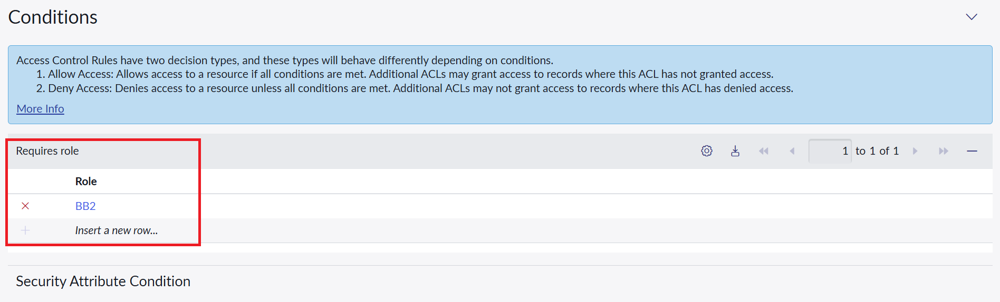 Conditions
Access Control Rules have two decision types, and these types will behave differently depending on conditions.
1. Allow Access: Allows access to a resource if all conditions are met. Additional ACLs may grant access to records where this ACL has not granted access.
2. Deny Access: Denies access to a resource unless all conditions are met. Additional ACLs may not grant access to records where this ACL has denied access.
More Info
Requires role 1 to 1 of 1
Role
BB2
Insert a new row...
Security Attribute Condition